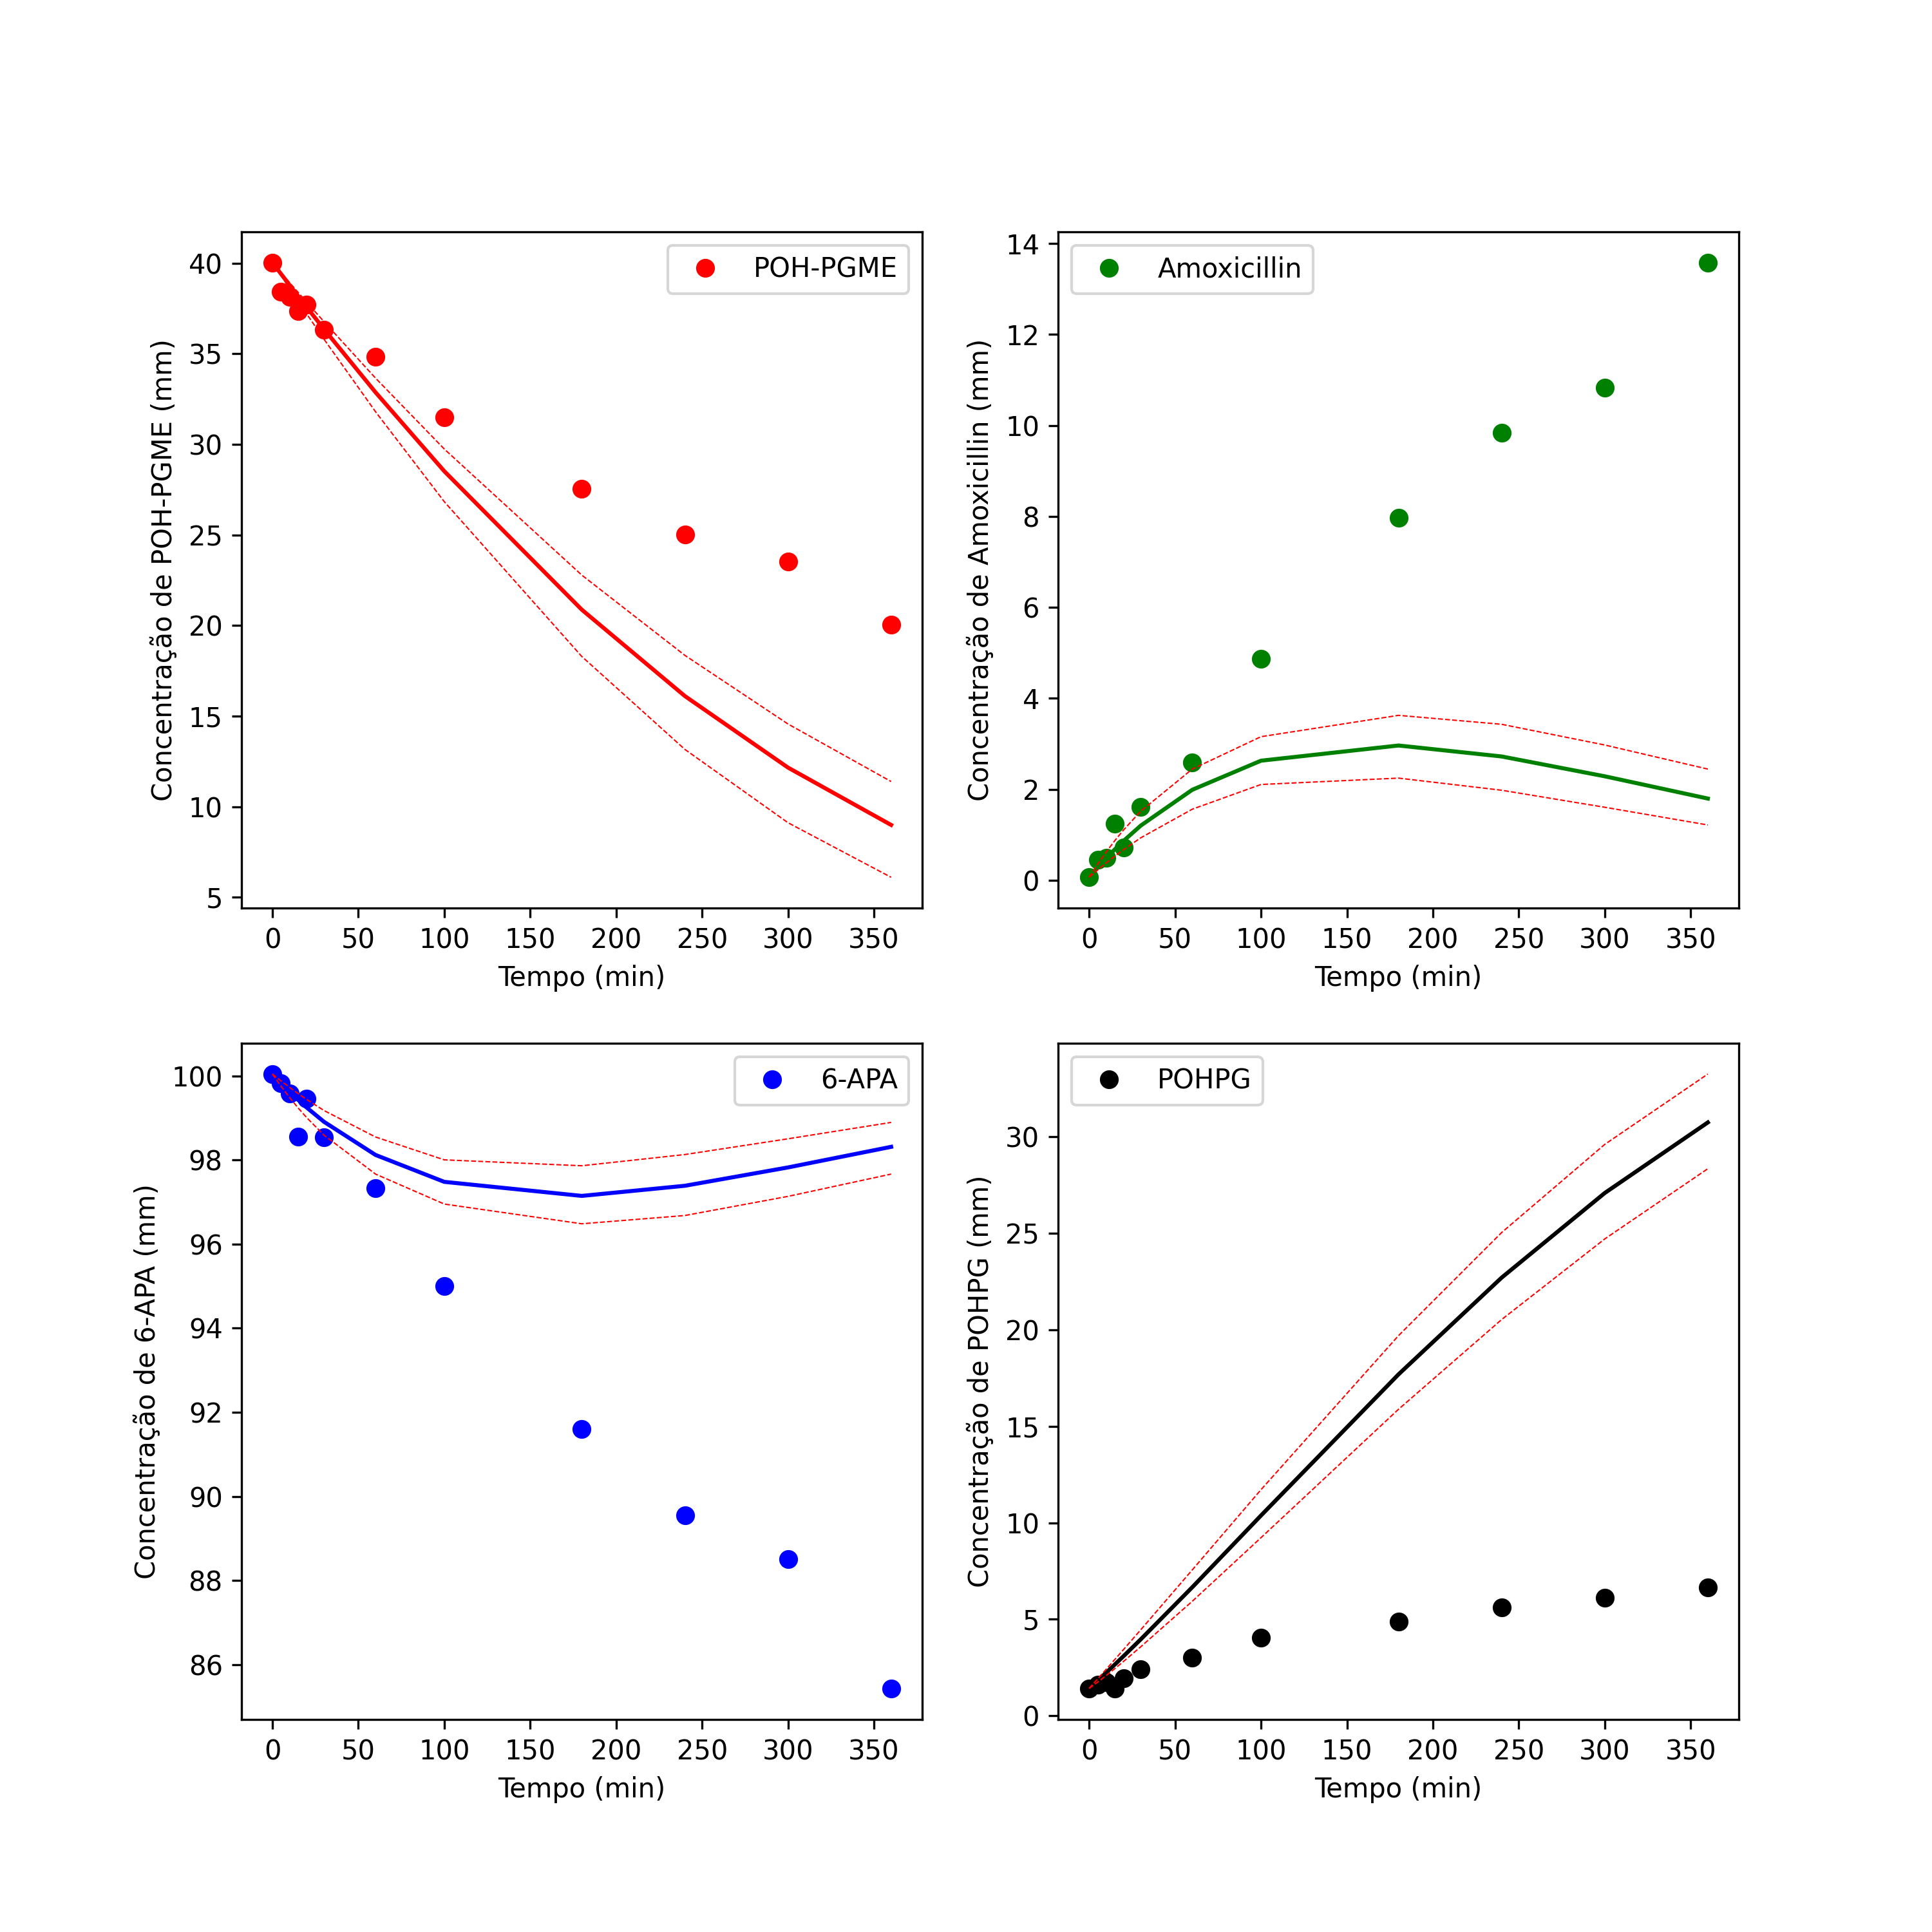 POH-PGME
Concentração de POH-PGME (mm)
40
35
30
25
20
15
10
5
0 50 100 150 200 250 300 350
Tempo (min)
Amoxicillin
Concentração de Amoxicillin (mm)
14
12
10
8
6
4
2
0
0 50 100 150 200 250 300 350
Tempo (min)
6-APA
Concentração de 6-APA (mm)
100
98
96
94
92
90
88
86
0 50 100 150 200 250 300 350
Tempo (min)
POHPG
Concentração de POHPG (mm)
30
25
20
15
10
5
0
0 50 100 150 200 250 300 350
Tempo (min)